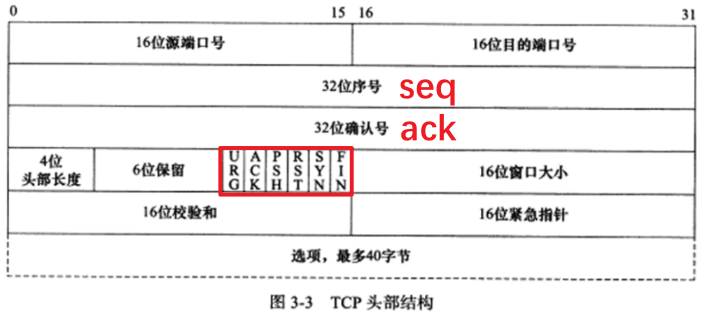 0 15 16 31
16位源端口号 16位目的端口号
32位序号 seq
32位确认号 ack
4位 头部长度 6位保留 URG ACK PSH RST SYN FIN 16位窗口大小
16位校验和 16位紧急指针
选项，最多40字节
图 3-3 TCP 头部结构